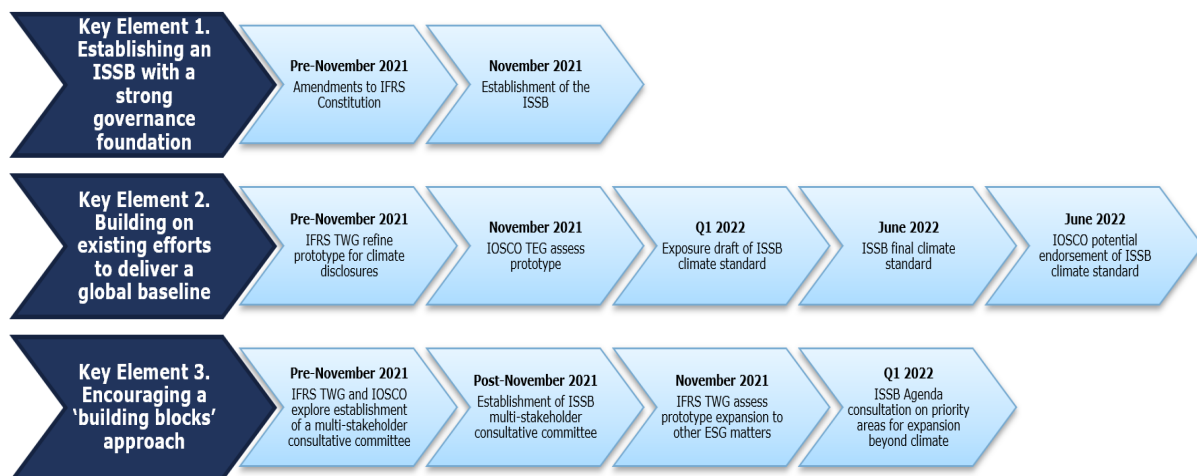 Key Element 1.
Establishing an
ISSB with a
strong
governance
foundation
Pre-November 2021
Amendments to IFRS
Constitution
November 2021
Establishment of the
ISSB
Key Element 2.
Building on
existing efforts
to deliver a
global baseline
Pre-November 2021
IFRS TWG refine
prototype for climate
disclosures
November 2021
IOSCO TEG assess
prototype
Q1 2022
Exposure draft of ISSB
climate standard
June 2022
ISSB final climate
standard
June 2022
IOSCO potential
endorsement of ISSB
climate standard
Key Element 3.
Encouraging a
‘building blocks’
approach
Pre-November 2021
IFRS TWG and IOSCO
explore establishment
of a multi-stakeholder
consultative committee
Post-November 2021
Establishment of ISSB
multi-stakeholder
consultative committee
November 2021
IFRS TWG assess
prototype expansion to
other ESG matters
Q1 2022
ISSB Agenda
consultation on priority
areas for expansion
beyond climate